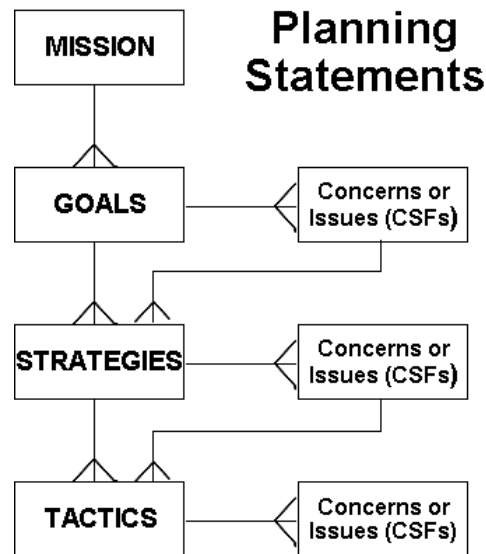 MISSION
Planning
Statements
GOALS
Concerns or
Issues (CSFs)
STRATEGIES
Concerns or
Issues (CSFs)
TACTICS
Concerns or
Issues (CSFs)